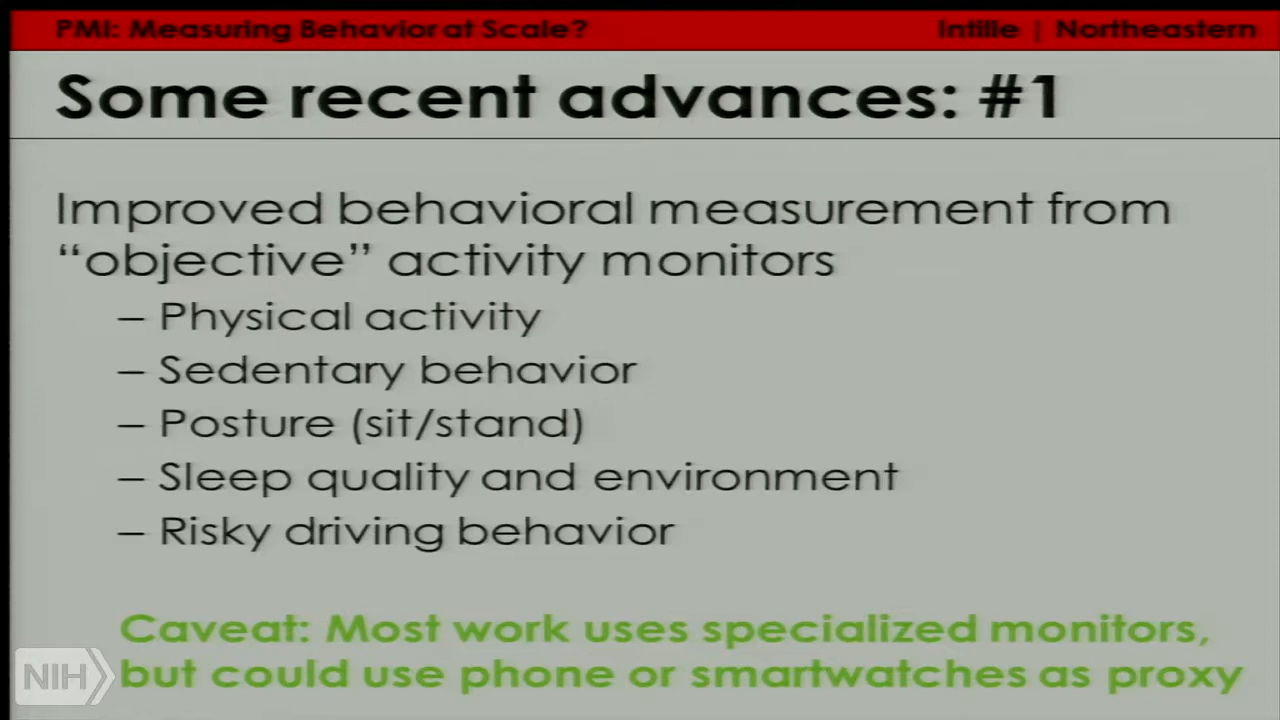 PMI: Measuring Behavior at Scale?
Intille | Northeastern
Some recent advances: #1
Improved behavioral measurement from
“objective” activity monitors
– Physical activity
– Sedentary behavior
– Posture (sit/stand)
– Sleep quality and environment
– Risky driving behavior
Caveat: Most work uses specialized monitors,
but could use phone or smartwatches as proxy
NIH